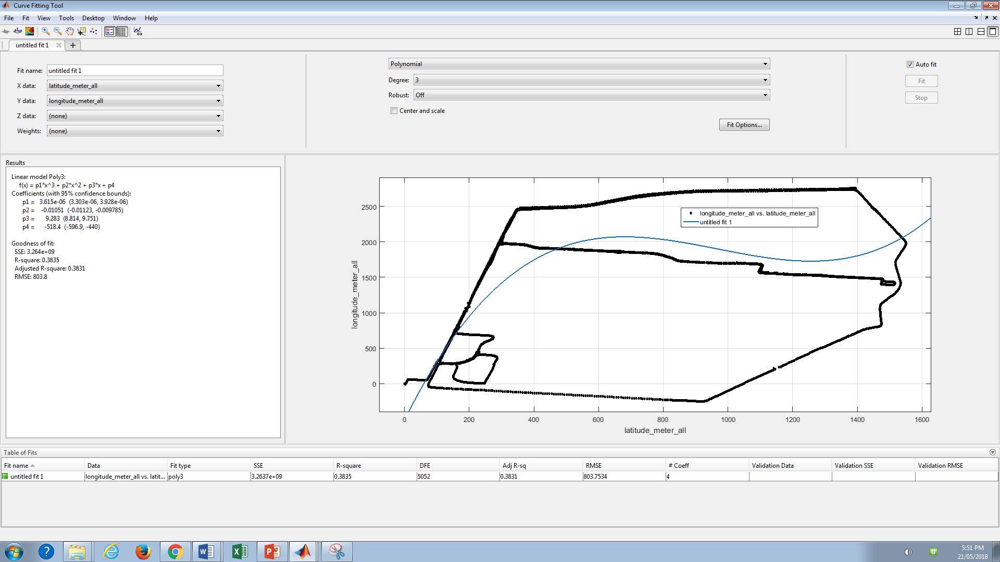 Curve Fitting Tool
File Fit View Tools Desktop Window Help
untitled fit 1
Fit name: untitled fit 1
X data: latitude_meter_all
Y data: longitude_meter_all
Z data: (none)
Weights: (none)
Polynomial
Degree: 3
Robust: Off
Center and scale
Fit Options...
Auto fit
Fit
Stop
Results
Linear model Poly3:
f(x) = p1*x^3 + p2*x^2 + p3*x + p4
Coefficients (with 95% confidence bounds):
p1 = 3.615e-06 (3.303e-06, 3.928e-06)
p2 = -0.01051 (-0.01123, -0.009785)
p3 = 9.283 (8.814, 9.751)
p4 = -518.4 (-596.9, -440)
Goodness of fit:
SSE: 3.264e+09
R-square: 0.3835
Adjusted R-square: 0.3831
RMSE: 803.8
longitude_meter_all
2500
2000
1500
1000
500
0
longitude_meter_all vs. latitude_meter_all
untitled fit 1
0 200 400 600 800 1000 1200 1400 1600
latitude_meter_all
Table of Fits
Fit name Data Fit type SSE R-square DFE Adj R-sq RMSE # Coeff Validation Data Validation SSE Validation RMSE
untitled fit 1 longitude_meter_all vs. latit... poly3 3.2637e+09 0.3835 5052 0.3831 803.7534 4
5:51 PM
21/05/2018